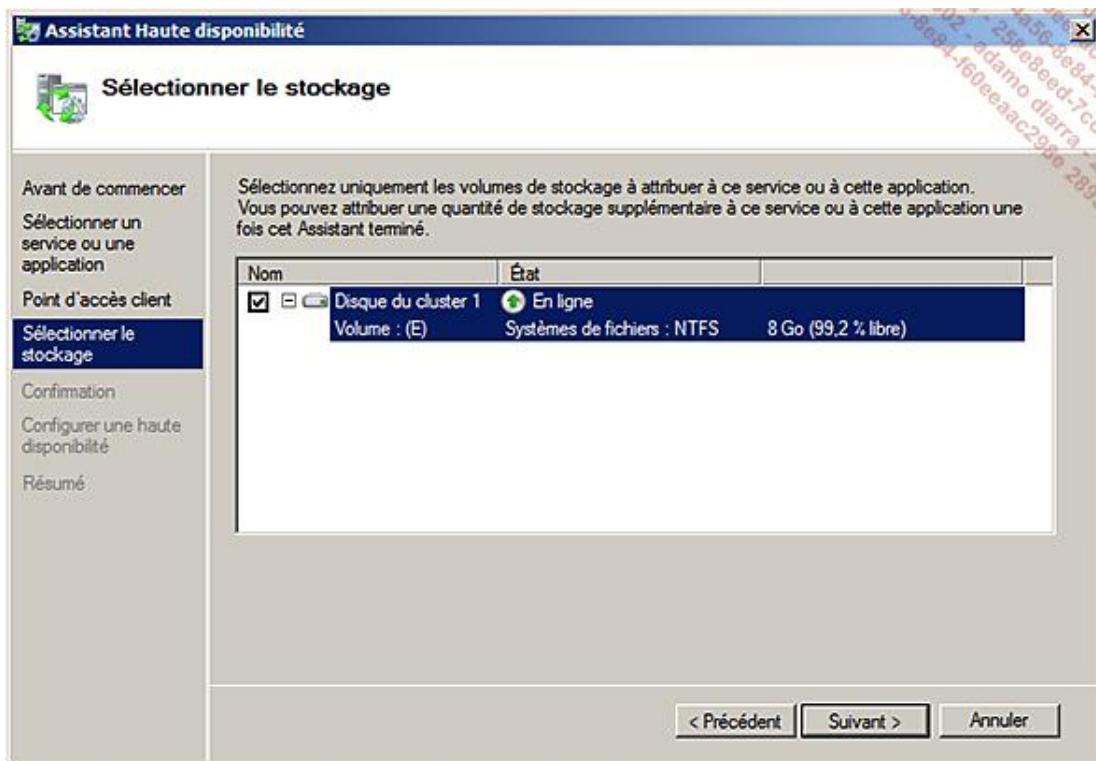 Assistant Haute disponibilité
Sélectionner le stockage
Avant de commencer
Sélectionner un
service ou une
application
Point d'accès client
Sélectionner le
stockage
Confirmation
Configurer une haute
disponibilité
Résumé
Sélectionnez uniquement les volumes de stockage à attribuer à ce service ou à cette application.
Vous pouvez attribuer une quantité de stockage supplémentaire à ce service ou à cette application une
fois cet Assistant terminé.
Nom État
Disque du cluster 1 En ligne
Volume : (E) Systèmes de fichiers : NTFS 8 Go (99,2 % libre)
< Précédent Suivant > Annuler
adamo diarra